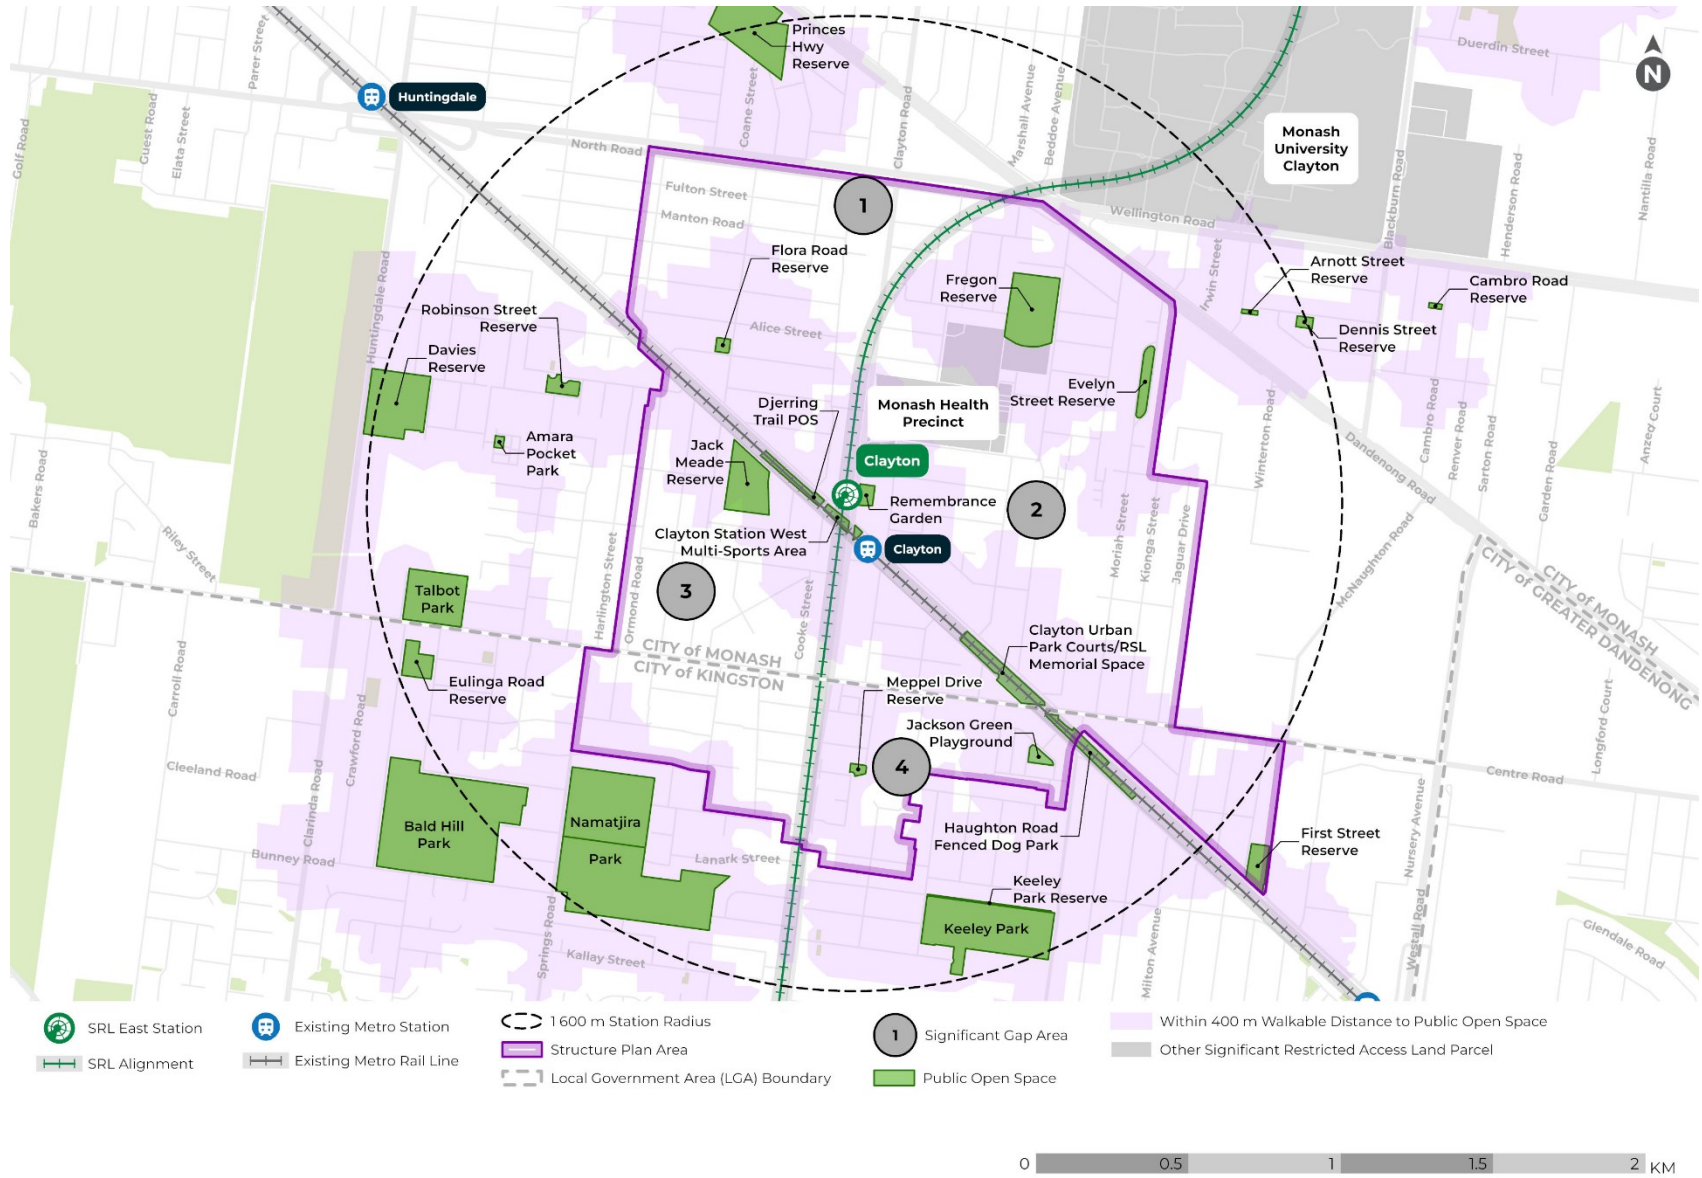 Princes
Hwy
Reserve
Duerdin Street
N
Parer Street
Huntingdale
Golf Road
Guest Road
Elata Street
Coane Street
Clayton Road
Marshall Avenue
Beddoe Avenue
Monash
University
Clayton
Blackburn Road
Henderson Road
Nantilla Road
North Road
Fulton Street
Manton Road
1
Wellington Road
Flora Road
Reserve
Fregon
Reserve
Irwin Street
Arnott Street
Reserve
Cambro Road
Reserve
Huntingdale Road
Robinson Street
Reserve
Alice Street
Dennis Street
Reserve
Davies
Reserve
Evelyn
Street Reserve
Djerring
Trail POS
Monash Health
Precinct
Amara
Pocket
Park
Jack
Meade
Reserve
Clayton
Winterton Road
Dandenong Road
Cambro Road
Renver Road
Sarton Road
Garden Road
Anzed Court
Bakers Road
Remembrance
Garden
2
Riley Street
Clayton Station West
Multi-Sports Area
Clayton
Moriah Street
Kionga Street
Jaguar Drive
McNaughton Road
CITY of MONASH
CITY of GREATER DANDENONG
Talbot
Park
Harlington Street
Ormond Road
3
Cooke Street
CITY of MONASH
CITY of KINGSTON
Clayton Urban
Park Courts/RSL
Memorial Space
Carroll Road
Eulinga Road
Reserve
Meppel Drive
Reserve
Jackson Green
Playground
Longford Court
Cleeland Road
Crawford Road
Clarinda Road
4
Centre Road
Bald Hill
Park
Namatjira
Park
Haughton Road
Fenced Dog Park
First Street
Reserve
Nursery Avenue
Bunney Road
Lanark Street
Keeley
Park Reserve
Keeley Park
Springs Road
Kallay Street
Milton Avenue
Westall Road
Glendale Road
SRL East Station
Existing Metro Station
1 600 m Station Radius
1
Significant Gap Area
Within 400 m Walkable Distance to Public Open Space
SRL Alignment
Existing Metro Rail Line
Structure Plan Area
Other Significant Restricted Access Land Parcel
Local Government Area (LGA) Boundary
Public Open Space
0 0.5 1 1.5 2 KM